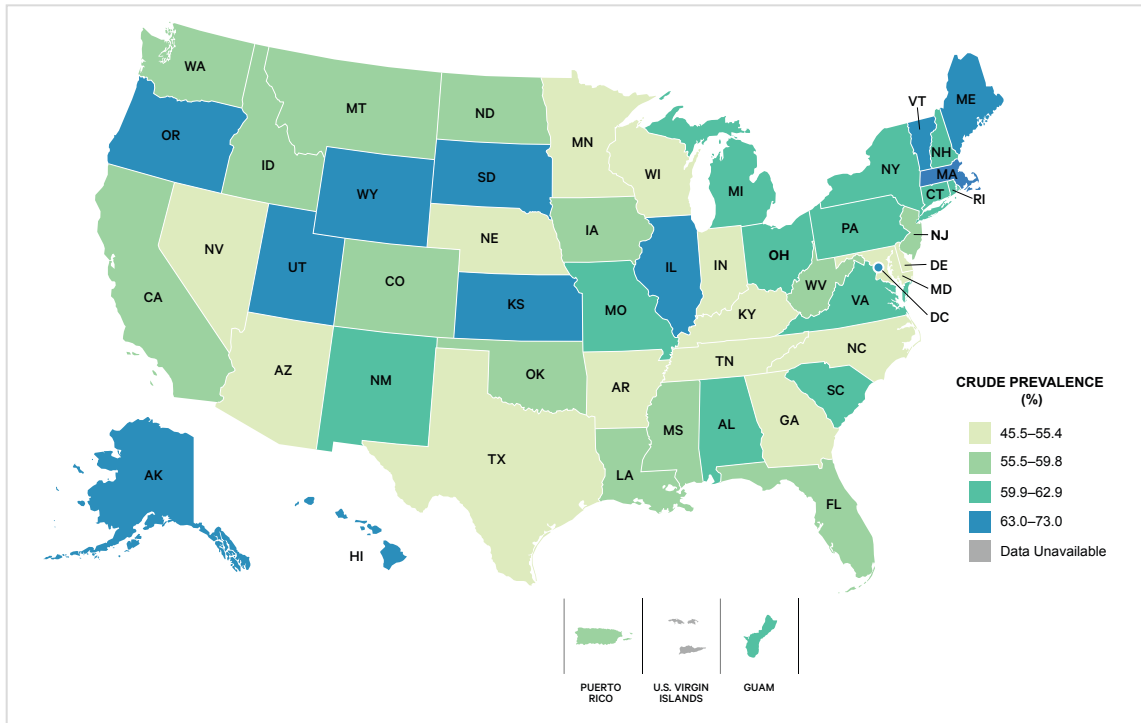 WA
MT
ND
MN
VT
ME
OR
ID
WY
SD
WI
MI
NY
NH
MA
CT
RI
NV
UT
CO
NE
IA
IL
IN
OH
PA
NJ
CA
KS
MO
KY
WV
VA
DE
MD
DC
AZ
NM
OK
AR
TN
NC
TX
LA
MS
AL
GA
SC
FL
AK
HI
CRUDE PREVALENCE
(%)
45.5–55.4
55.5–59.8
59.9–62.9
63.0–73.0
Data Unavailable
PUERTO
RICO
U.S. VIRGIN
ISLANDS
GUAM